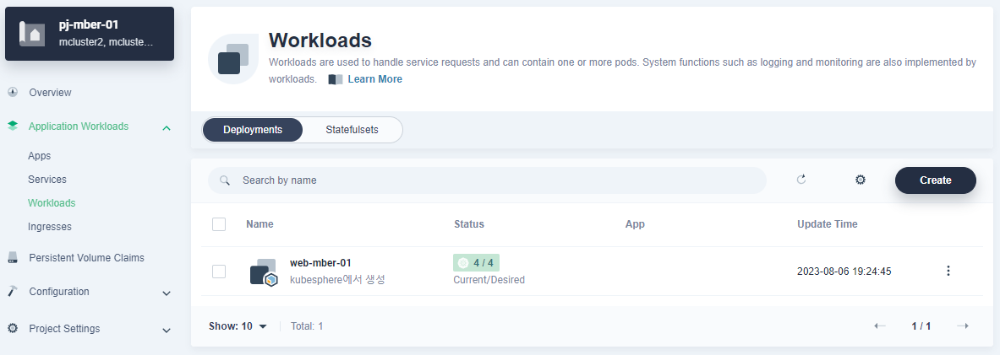 pj-mber-01
mcluster2, mcluste...
Overview
Application Workloads
Apps
Services
Workloads
Ingresses
Persistent Volume Claims
Configuration
Project Settings
Workloads
Workloads are used to handle service requests and can contain one or more pods. System functions such as logging and monitoring are also implemented by
workloads. Learn More
Deployments Statefulsets
Search by name Create
Name Status App Update Time
web-mber-01 4 / 4 2023-08-06 19:24:45
kubesphere에서 생성 Current/Desired
Show: 10 Total: 1 1 / 1